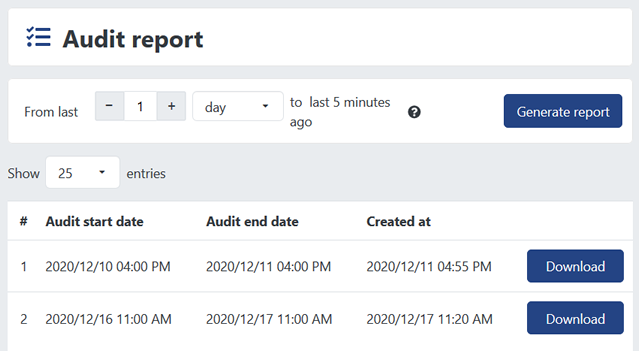 Audit report
From last − 1 + day to last 5 minutes
ago ? Generate report
Show 25 entries
# Audit start date Audit end date Created at
1 2020/12/10 04:00 PM 2020/12/11 04:00 PM 2020/12/11 04:55 PM Download
2 2020/12/16 11:00 AM 2020/12/17 11:00 AM 2020/12/17 11:20 AM Download